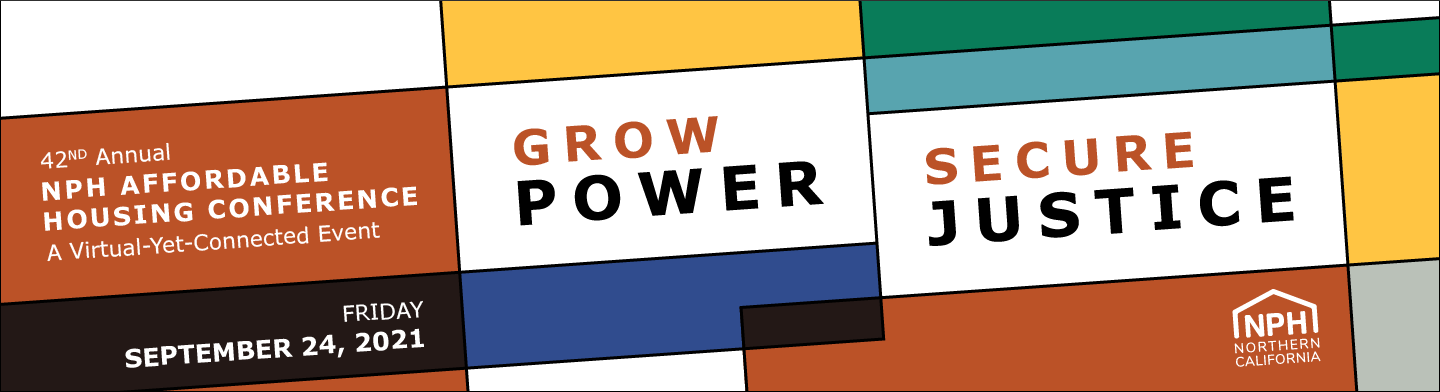 42ND Annual
NPH AFFORDABLE
HOUSING CONFERENCE
A Virtual-Yet-Connected Event
FRIDAY
SEPTEMBER 24, 2021
GROW
POWER
SECURE
JUSTICE
NPH
NORTHERN
CALIFORNIA